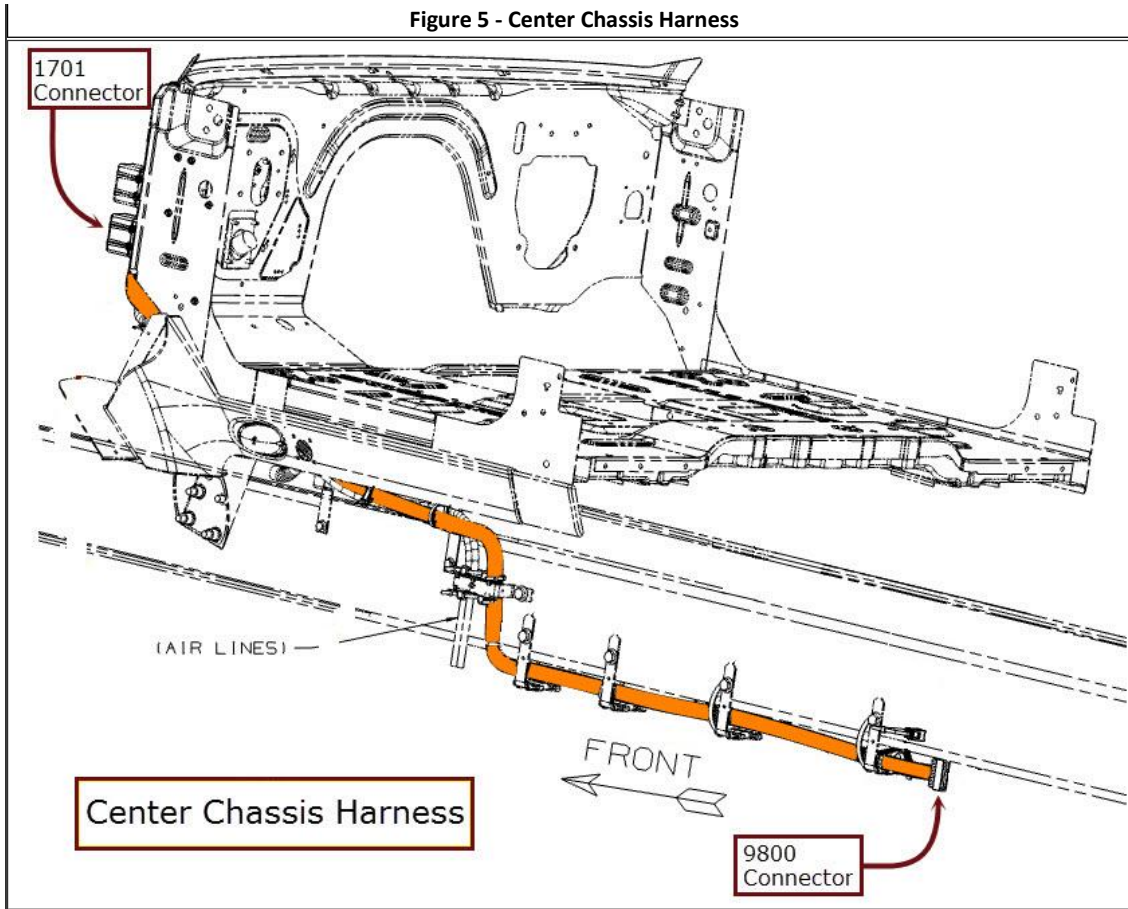 Figure 5 - Center Chassis Harness
1701
Connector
(AIR LINES)
FRONT
Center Chassis Harness
9800
Connector